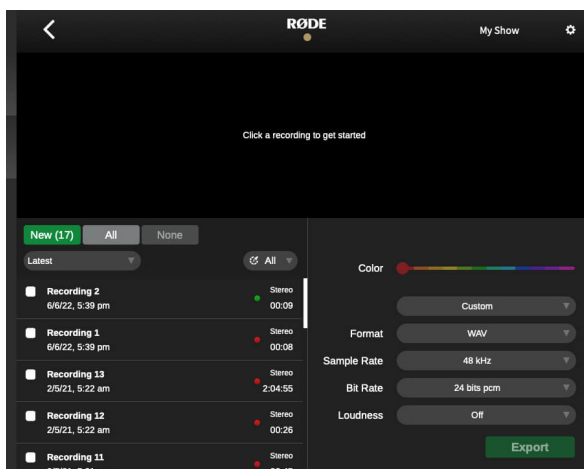 RØDE
My Show
Click a recording to get started
New (17)
All
None
Latest
All
Recording 2
6/6/22, 5:39 pm
Stereo
00:09
Recording 1
6/6/22, 5:39 pm
Stereo
00:08
Recording 13
2/5/21, 5:22 am
Stereo
2:04:55
Recording 12
2/5/21, 5:22 am
Stereo
00:26
Recording 11
Stereo
Color
Custom
Format
WAV
Sample Rate
48 kHz
Bit Rate
24 bits pcm
Loudness
Off
Export